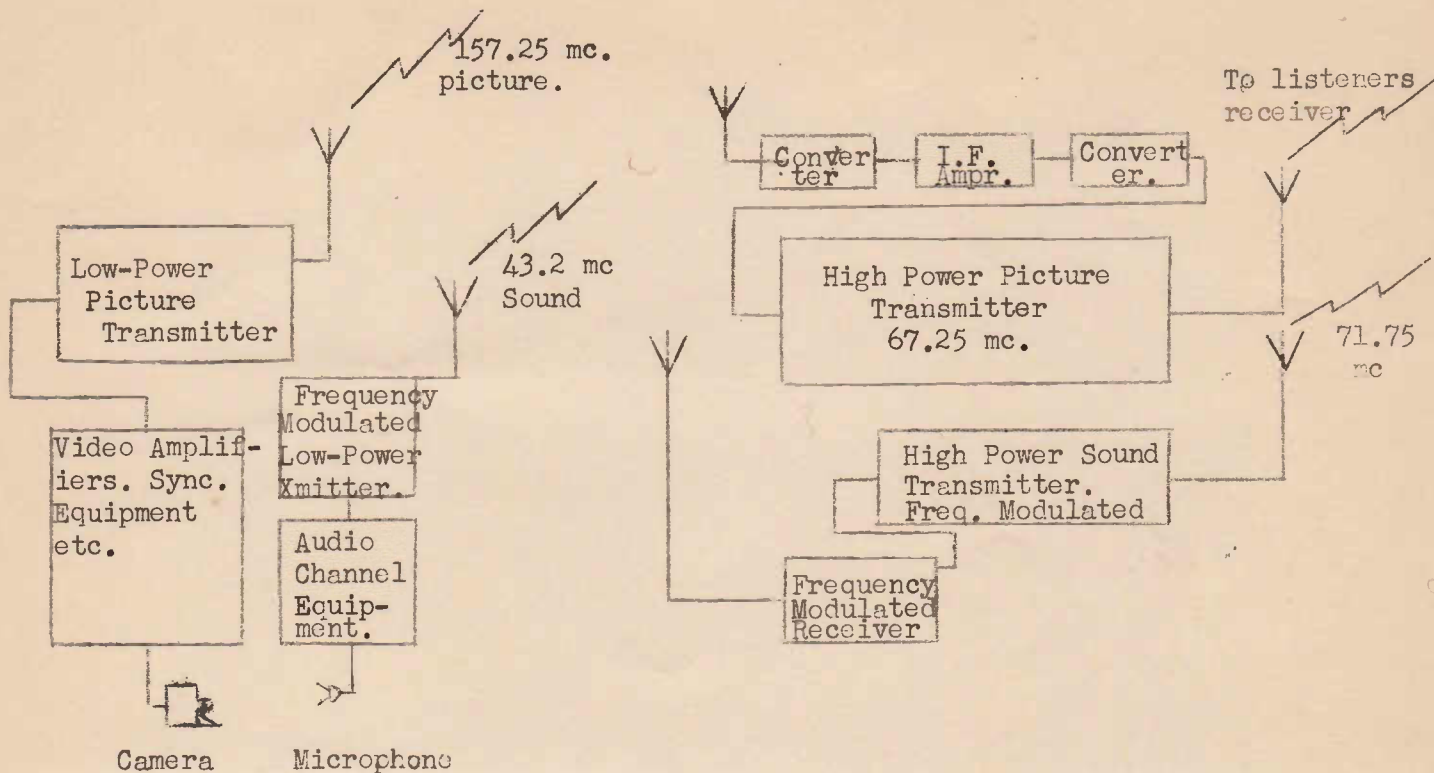 157.25 mc.
picture.
Low-Power
Picture
Transmitter
43.2 mc
Sound
Video Amplif-
iers. Sync.
Equipment
etc.
Frequency
Modulated
Low-Power
Xmitter.
Audio
Channel
Equip-
ment.
Camera
Microphone
Conver
ter
I.F.
Ampr.
Convert
er.
Tp listeners
receiver
High Power Picture
Transmitter
67.25 mc.
71.75
mc
High Power Sound
Transmitter.
Freq. Modulated
Frequency
Modulated
Receiver